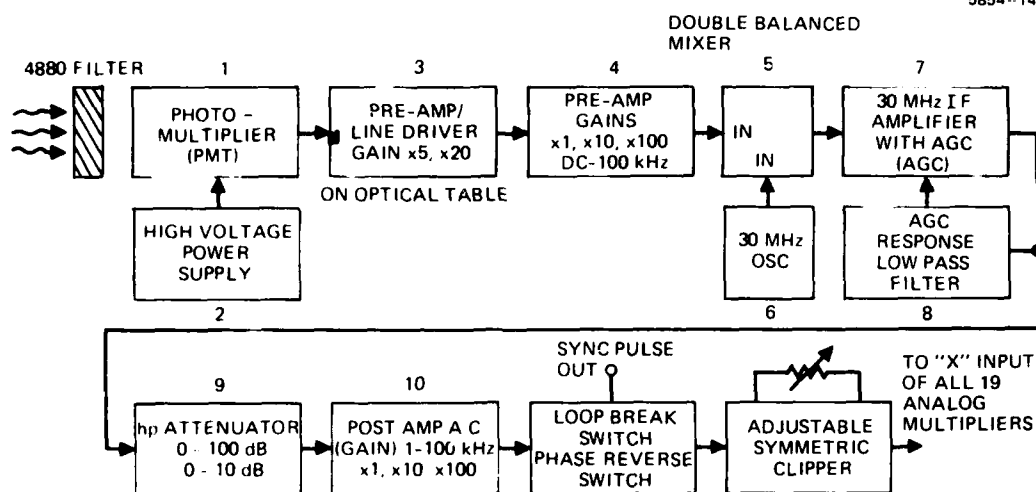 DOUBLE BALANCED
MIXER
4880 FILTER
1
3
4
5
7
PHOTO -
MULTIPLIER
(PMT)
PRE-AMP/
LINE DRIVER
GAIN x5, x20
PRE-AMP
GAINS
x1, x10, x100
DC-100 kHz
IN
IN
30 MHz IF
AMPLIFIER
WITH AGC
(AGC)
ON OPTICAL TABLE
HIGH VOLTAGE
POWER
SUPPLY
30 MHz
OSC
AGC
RESPONSE
LOW PASS
FILTER
2
6
8
SYNC PULSE
OUT
TO "X" INPUT
OF ALL 19
ANALOG
MULTIPLIERS
9
10
hp ATTENUATOR
0 - 100 dB
0 - 10 dB
POST AMP AC
(GAIN) 1-100 kHz
x1, x10 x100
LOOP BREAK
SWITCH
PHASE REVERSE
SWITCH
ADJUSTABLE
SYMMETRIC
CLIPPER